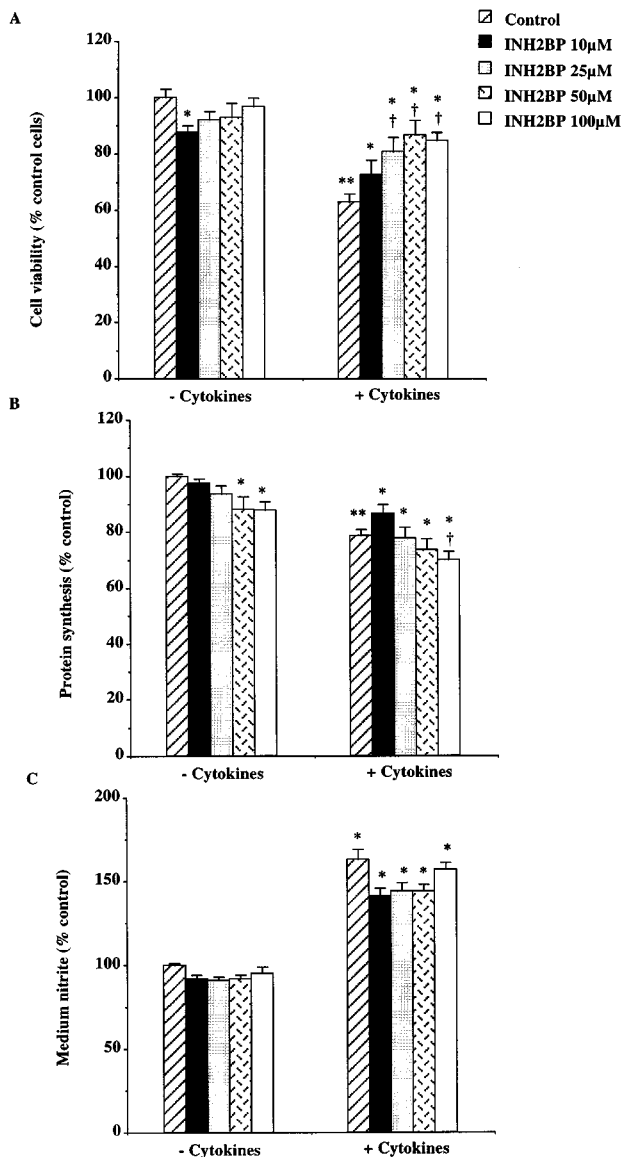 A
Control
INH2BP 10µM
INH2BP 25µM
INH2BP 50µM
INH2BP 100µM
Cell viability (% control cells)
120
100
80
60
40
20
0
*
**
*
*
†
*
†
*
†
- Cytokines
+ Cytokines
B
Protein synthesis (% control)
120
100
80
60
40
20
0
*
*
**
*
*
*
*
†
- Cytokines
+ Cytokines
C
Medium nitrite (% control)
200
150
100
50
0
*
*
*
*
*
- Cytokines
+ Cytokines